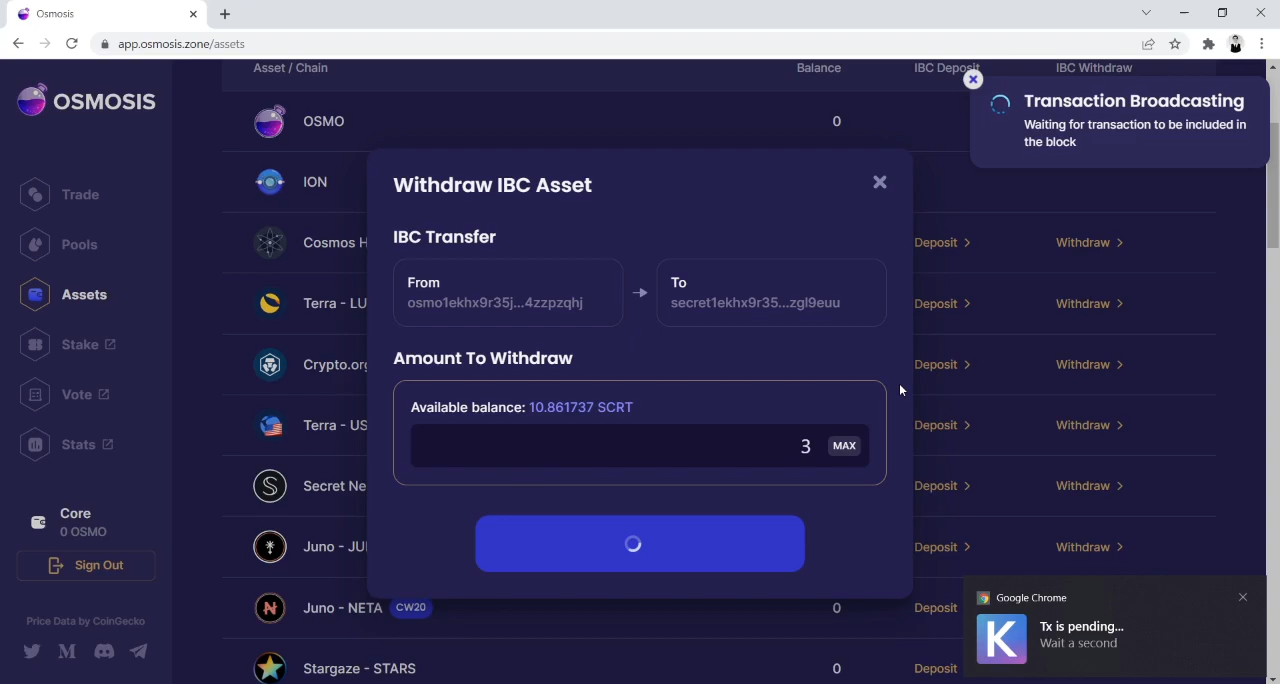 Osmosis
app.osmosis.zone/assets
OSMOSIS
Trade
Pools
Assets
Stake
Vote
Stats
Core
0 OSMO
Sign Out
Price Data by CoinGecko
Asset / Chain
Balance
IBC Deposit
IBC Withdraw
OSMO
0
ION
Cosmos H
Deposit
Withdraw
Terra - LU
Deposit
Withdraw
Crypto.org
Deposit
Withdraw
Terra - US
Deposit
Withdraw
Secret Ne
Deposit
Withdraw
Juno - JU
Deposit
Withdraw
Juno - NETA CW20
0
Deposit
Stargaze - STARS
0
Deposit
Withdraw IBC Asset
IBC Transfer
From
osmo1ekhx9r35j...4zzpzqhj
To
secret1ekhx9r35...zgl9euu
Amount To Withdraw
Available balance: 10.861737 SCRT
3
MAX
Transaction Broadcasting
Waiting for transaction to be included in
the block
Google Chrome
K
Tx is pending...
Wait a second